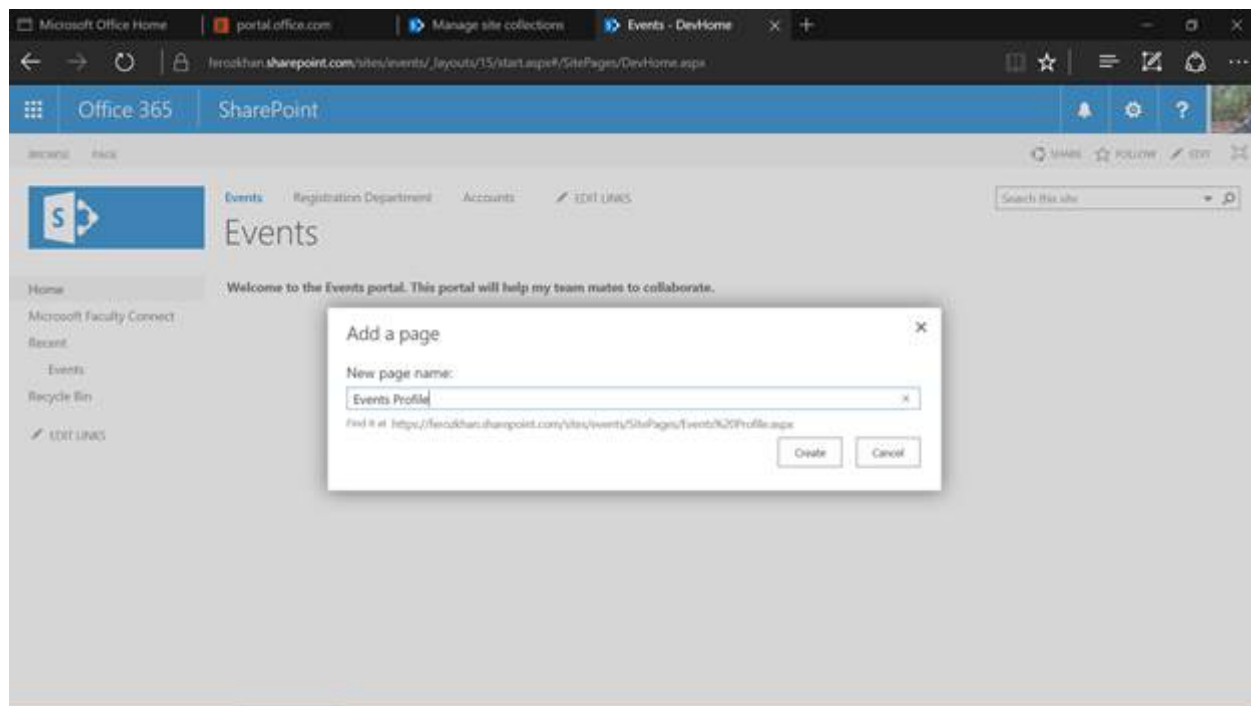 Microsoft Office Home portal.office.com Manage site collections Events - DevHome
ferozkhan.sharepoint.com/sites/events/_layouts/15/start.aspx#/SitePages/DevHome.aspx
Office 365 SharePoint ?
BROWSE PAGE SHARE FOLLOW EDIT
S
Events Registration Department Accounts EDIT LINKS Search this site
Events
Home
Welcome to the Events portal. This portal will help my team mates to collaborate.
Microsoft Faculty Connect
Recent
Events
Recycle Bin
EDIT LINKS
Add a page
New page name:
Events Profile
Find it at https://ferozkhan.sharepoint.com/sites/events/SitePages/Events%20Profile.aspx
Create Cancel